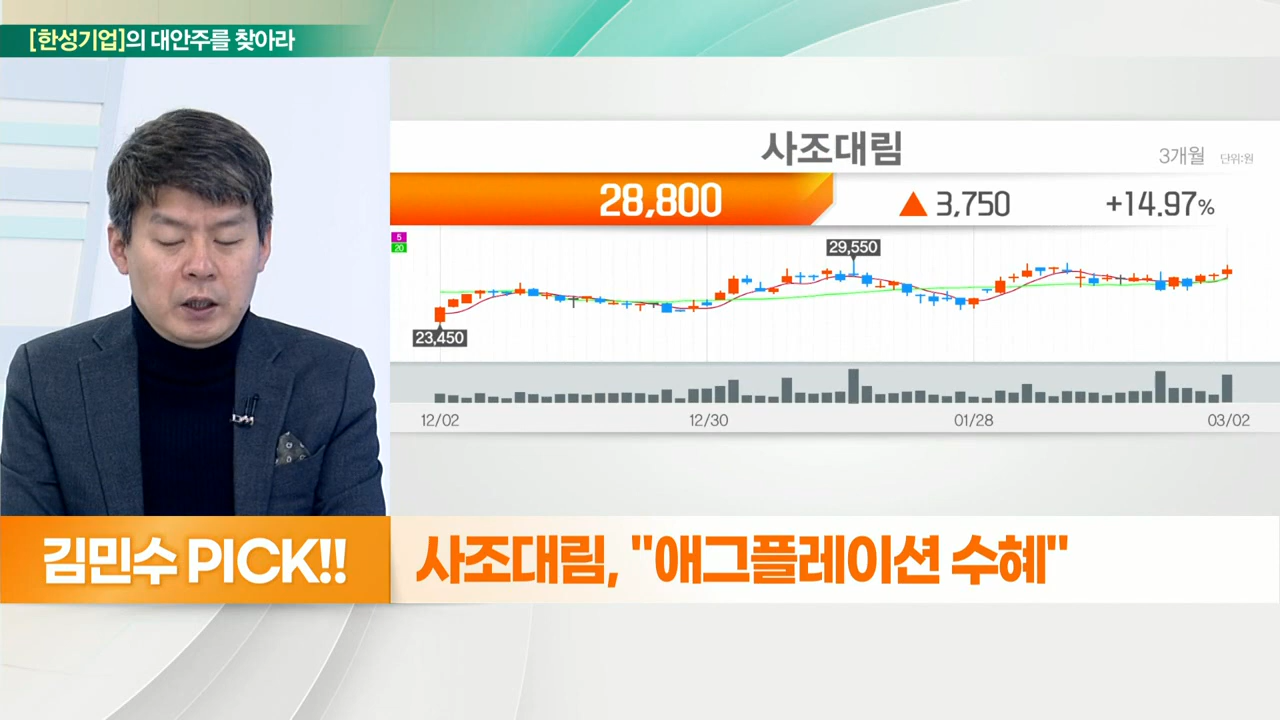 [한성기업]의 대안주를 찾아라
사조대림
3개월 단위:원
28,800 ▲ 3,750 +14.97%
5
20
29,550
23,450
12/02 12/30 01/28 03/02
김민수 PICK!!
사조대림, "애그플레이션 수혜"